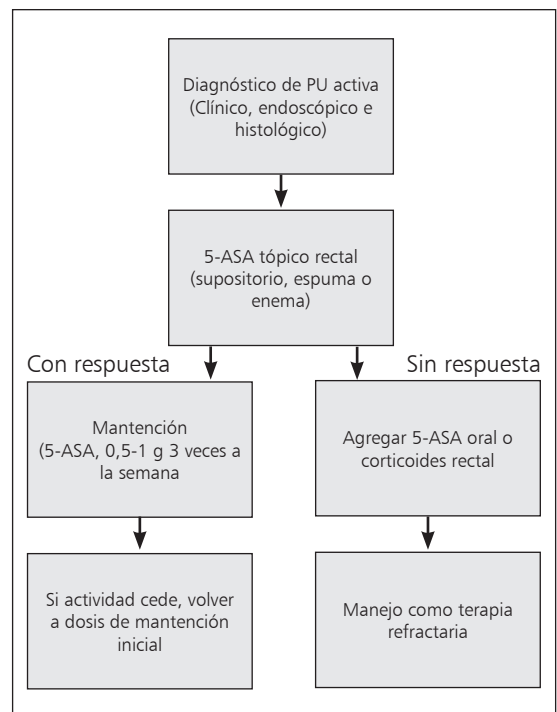 Diagnóstico de PU activa
(Clínico, endoscópico e
histológico)
5-ASA tópico rectal
(supositorio, espuma o
enema)
Con respuesta
Sin respuesta
Mantención
(5-ASA, 0,5-1 g 3 veces a
la semana
Agregar 5-ASA oral o
corticoides rectal
Si actividad cede, volver
a dosis de mantención
inicial
Manejo como terapia
refractaria